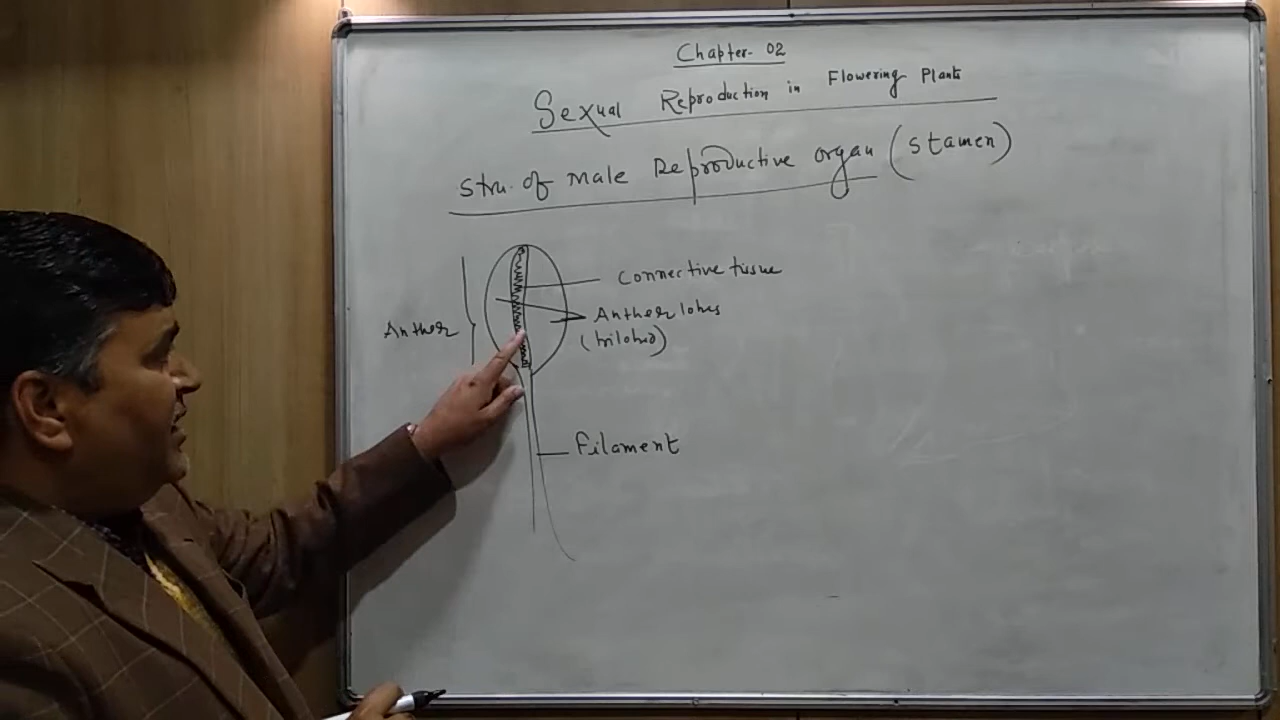 Chapter- 02
Sexual Reproduction in Flowering Plants
Stru. of Male Reproductive organ (Stamen)
Connective tissue
Anther lobes
Anther
(bilobed)
Filament